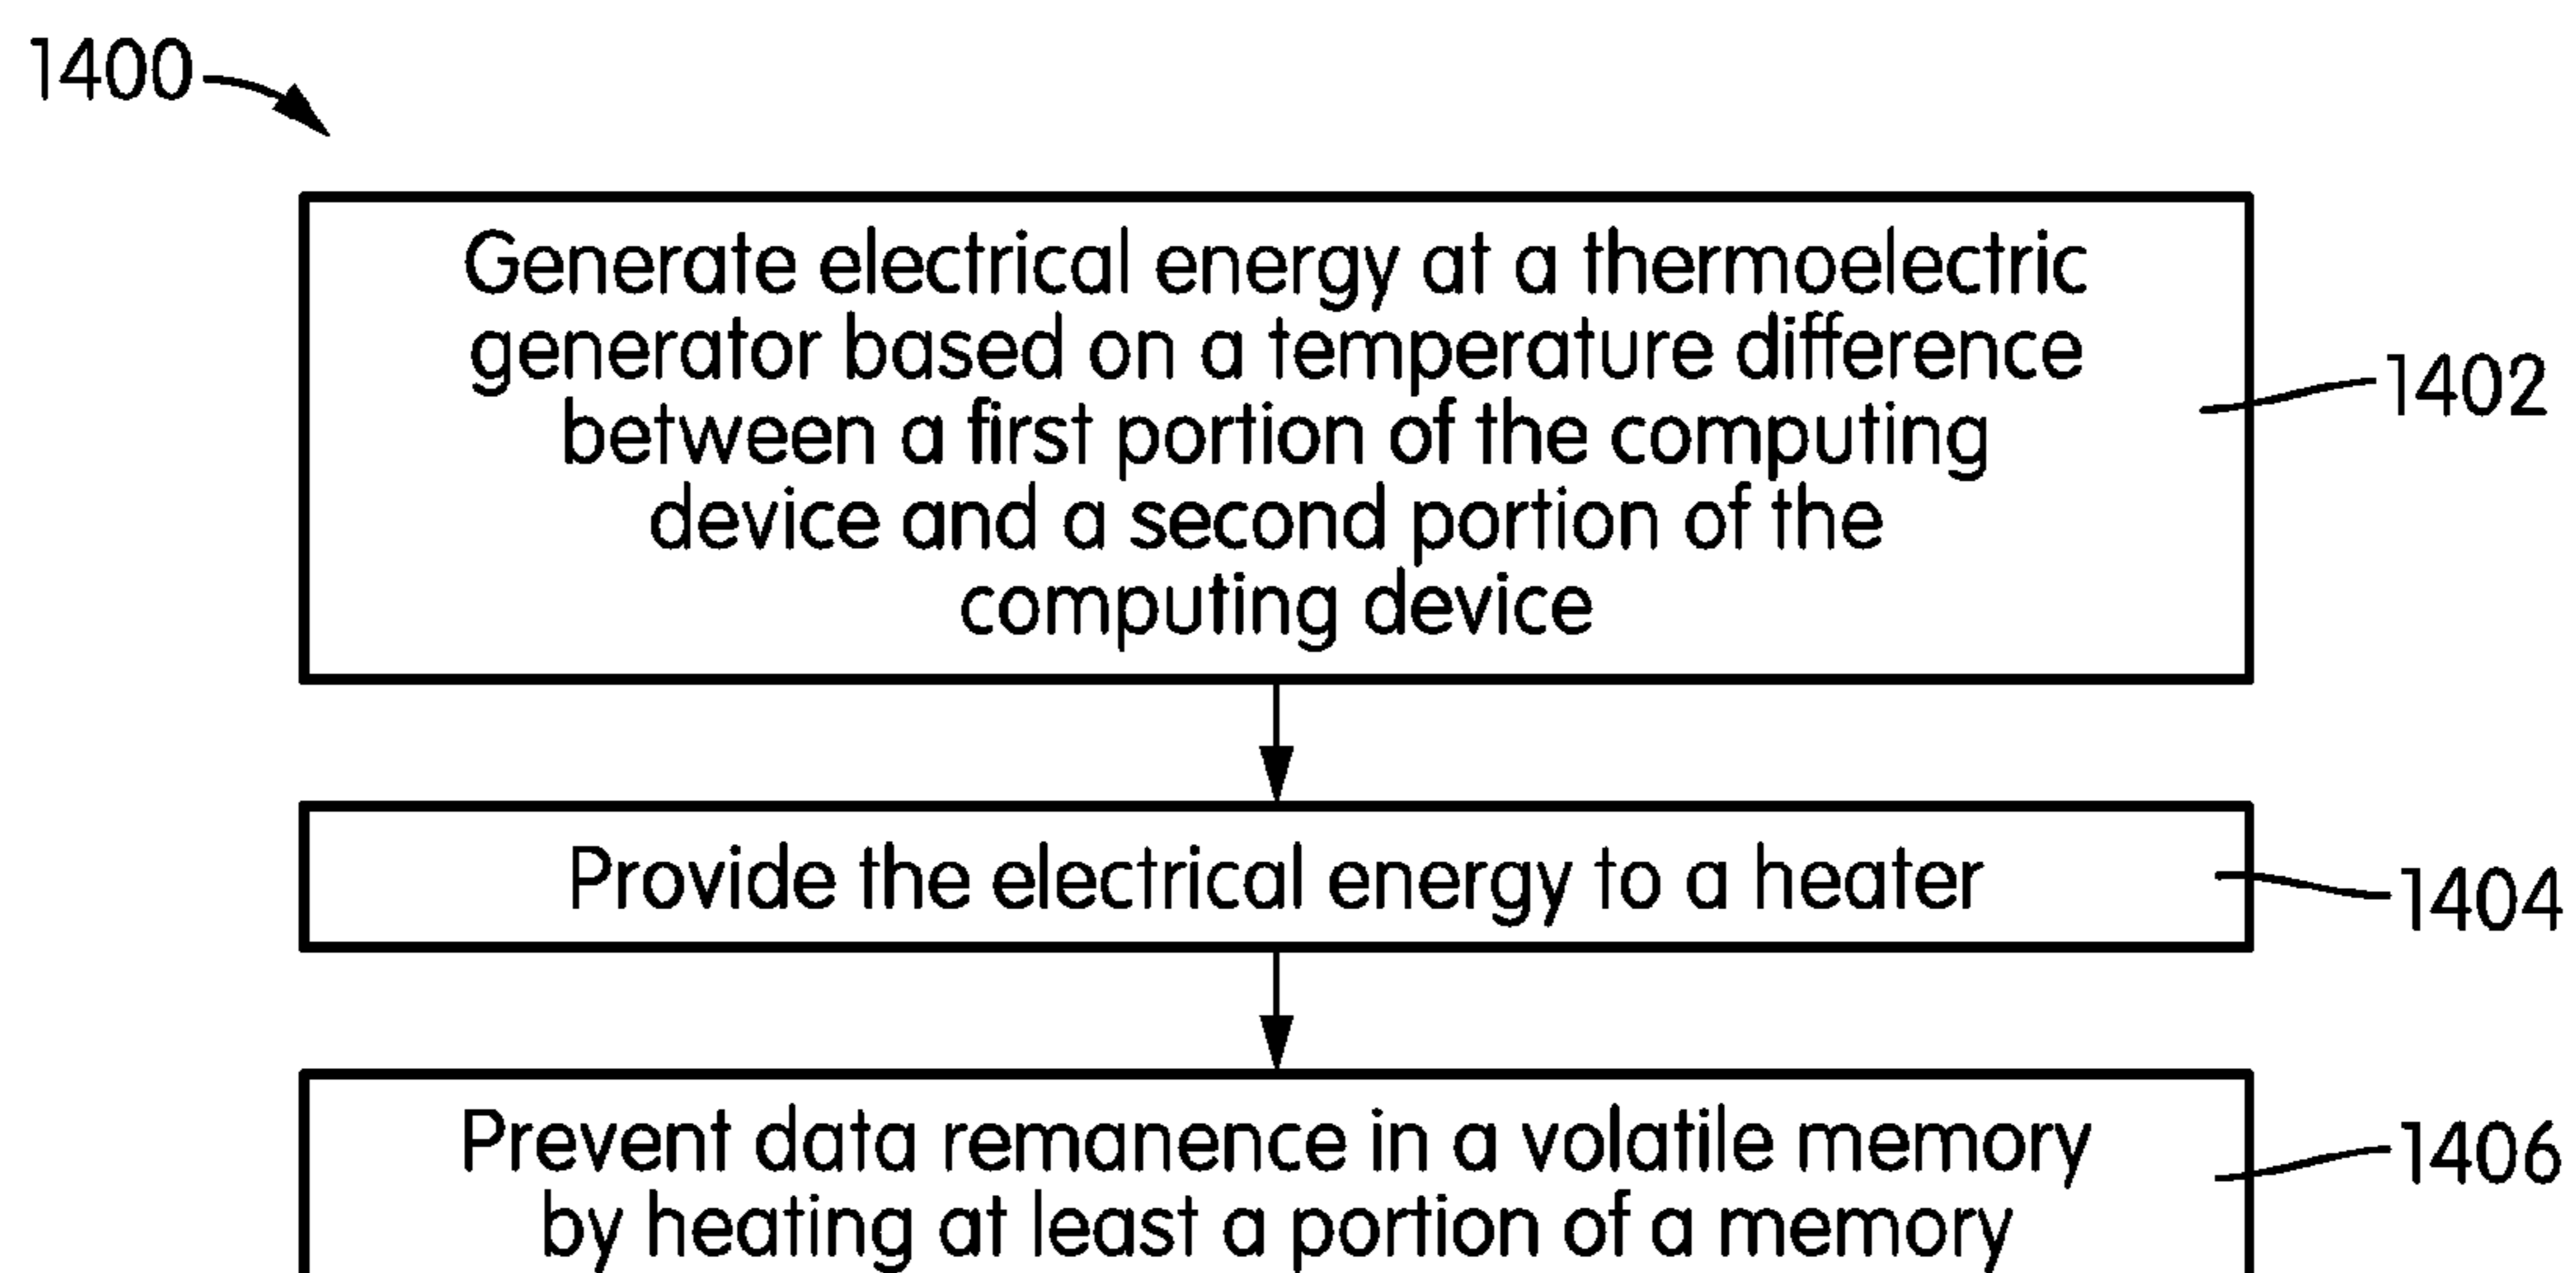 1400
Generate electrical energy at a thermoelectric
generator based on a temperature difference
between a first portion of the computing
device and a second portion of the
computing device
1402
Provide the electrical energy to a heater
1404
Prevent data remanence in a volatile memory
by heating at least a portion of a memory
1406